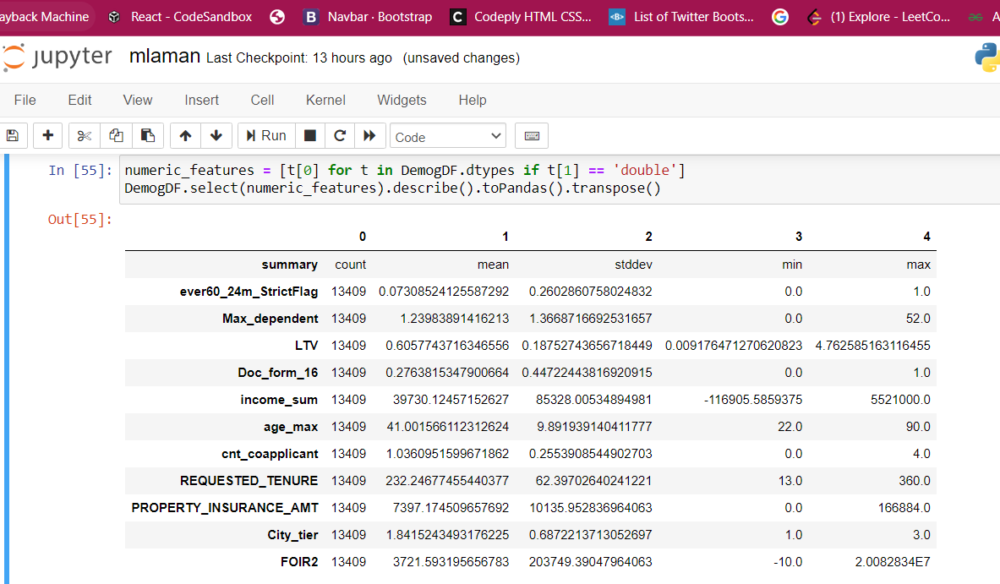 ayback Machine React - CodeSandbox Navbar · Bootstrap Codeply HTML CSS... List of Twitter Boots... (1) Explore - LeetCo... A
jupyter mlaman Last Checkpoint: 13 hours ago (unsaved changes)
File Edit View Insert Cell Kernel Widgets Help
Run Code
In [55]: numeric_features = [t[0] for t in DemogDF.dtypes if t[1] == 'double']
DemogDF.select(numeric_features).describe().toPandas().transpose()
Out[55]:
0 1 2 3 4
summary count mean stddev min max
ever60_24m_StrictFlag 13409 0.07308524125587292 0.2602860758024832 0.0 1.0
Max_dependent 13409 1.23983891416213 1.3668716692531657 0.0 52.0
LTV 13409 0.6057743716346556 0.18752743656718449 0.009176471270620823 4.762585163116455
Doc_form_16 13409 0.2763815347900664 0.44722443816920915 0.0 1.0
income_sum 13409 39730.12457152627 85328.00534894981 -116905.5859375 5521000.0
age_max 13409 41.001566112312624 9.891939140411777 22.0 90.0
cnt_coapplicant 13409 1.0360951599671862 0.2553908544902703 0.0 4.0
REQUESTED_TENURE 13409 232.24677455440377 62.39702640241221 13.0 360.0
PROPERTY_INSURANCE_AMT 13409 7397.174509657692 10135.952836964063 0.0 166884.0
City_tier 13409 1.8415243493176225 0.6872213713052697 1.0 3.0
FOIR2 13409 3721.593195656783 203749.39047964063 -10.0 2.0082834E7